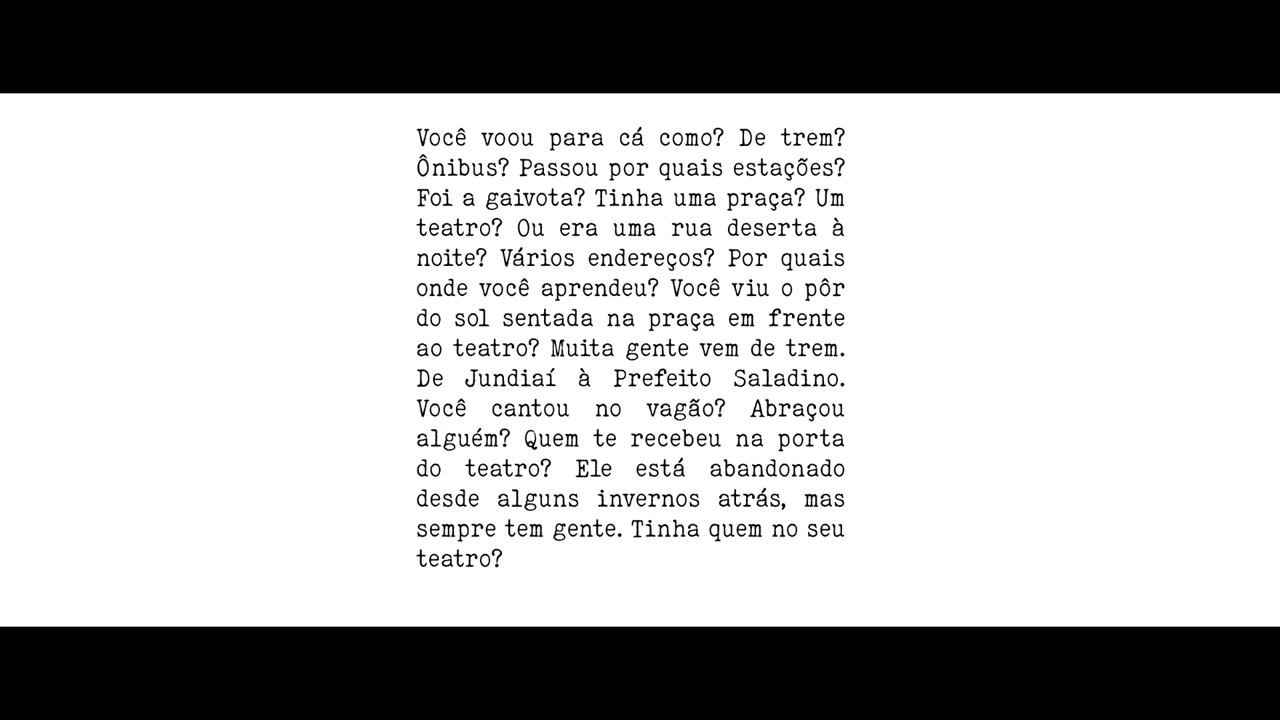 Você voou para cá como? De trem?
Ônibus? Passou por quais estações?
Foi a gaivota? Tinha uma praça? Um
teatro? Ou era uma rua deserta à
noite? Vários endereços? Por quais
onde você aprendeu? Você viu o pôr
do sol sentada na praça em frente
ao teatro? Muita gente vem de trem.
De Jundiaí à Prefeito Saladino.
Você cantou no vagão? Abraçou
alguém? Quem te recebeu na porta
do teatro? Ele está abandonado
desde alguns invernos atrás, mas
sempre tem gente. Tinha quem no seu
teatro?